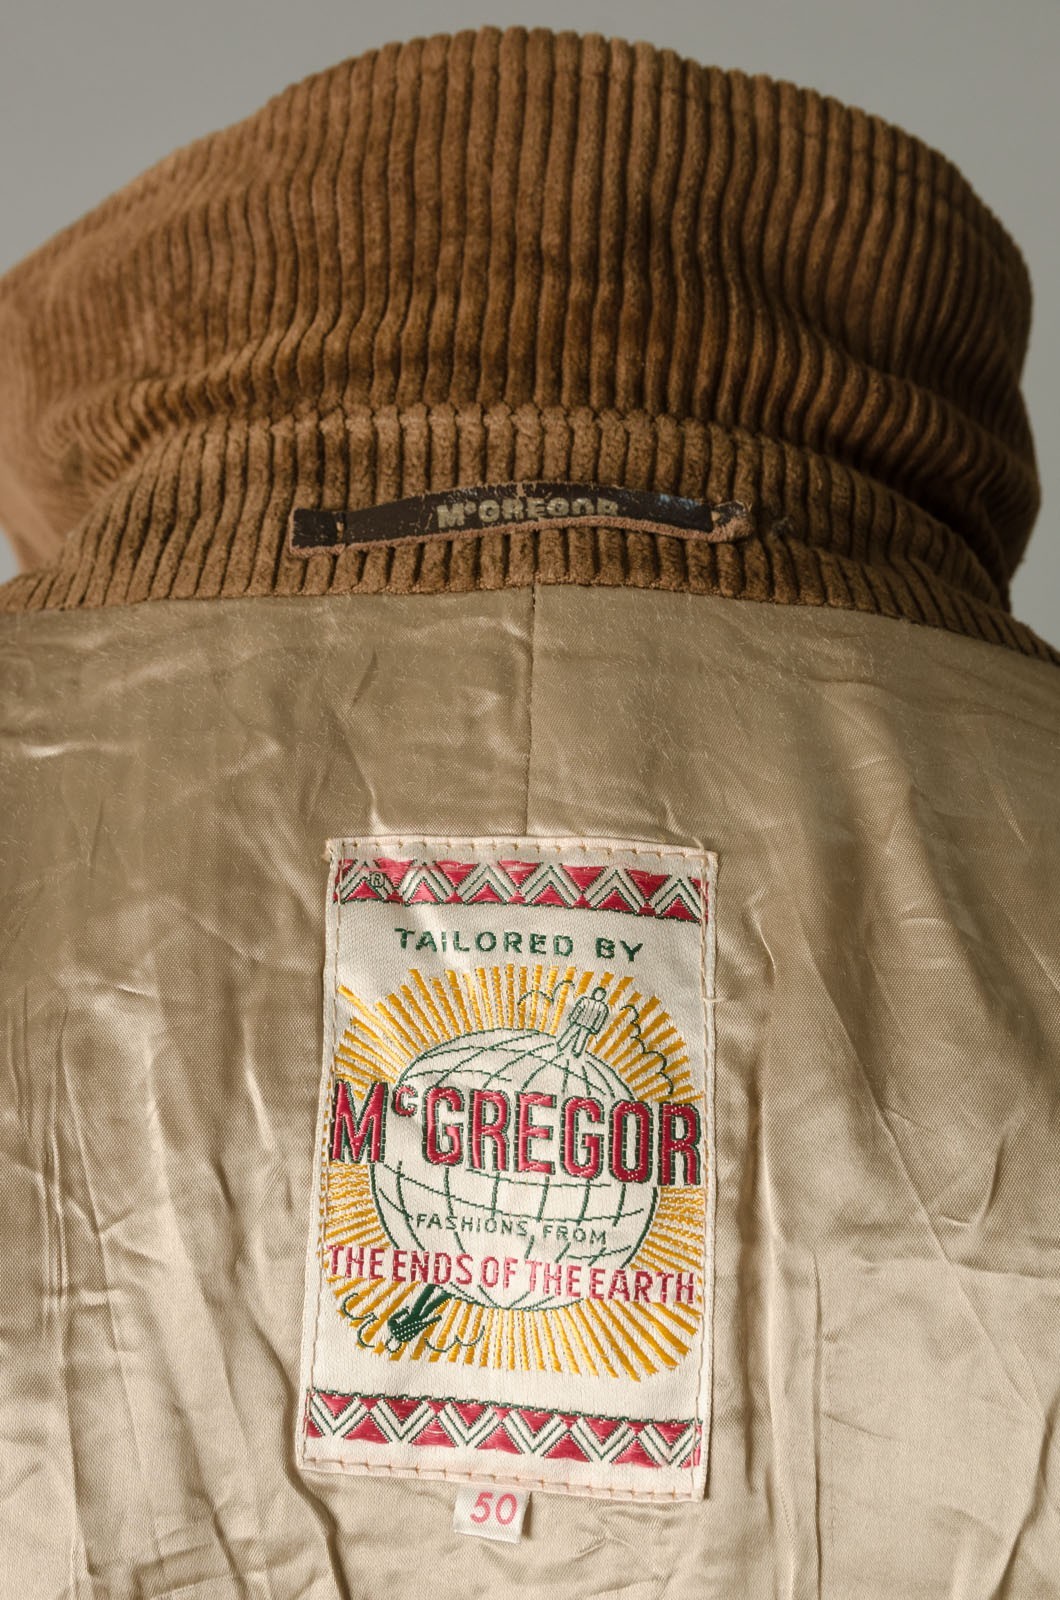 McGREGOR
®
TAILORED BY
McGREGOR
FASHIONS FROM
THE ENDS OF THE EARTH
50